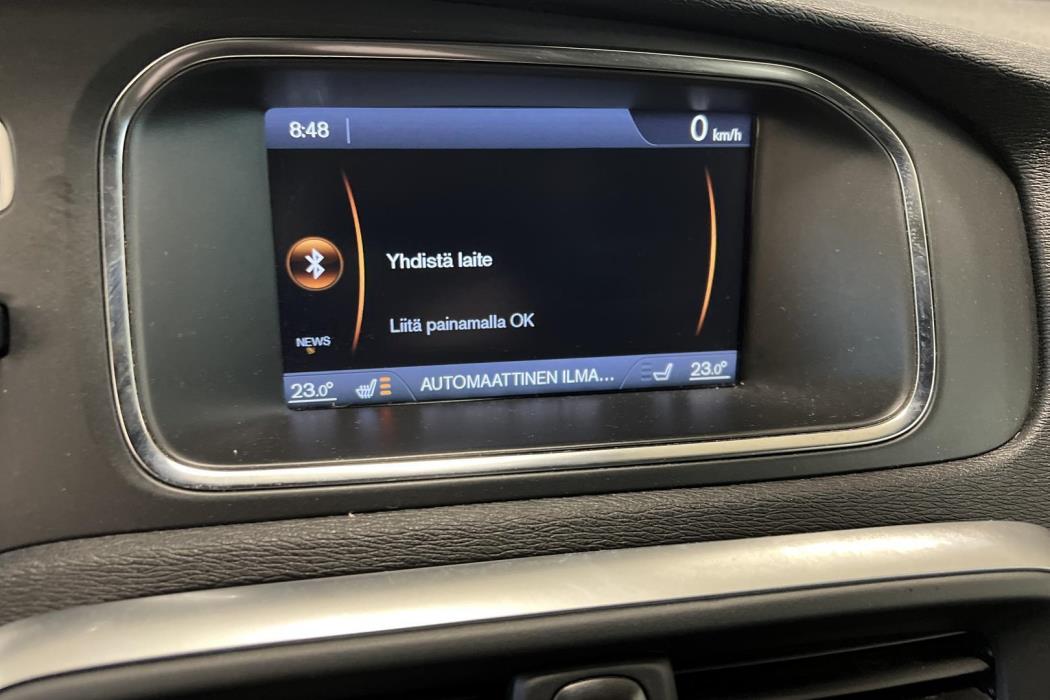 8:48
0 km/h
Yhdistä laite
Liitä painamalla OK
NEWS
23.0° AUTOMAATTINEN ILMA... 23.0°